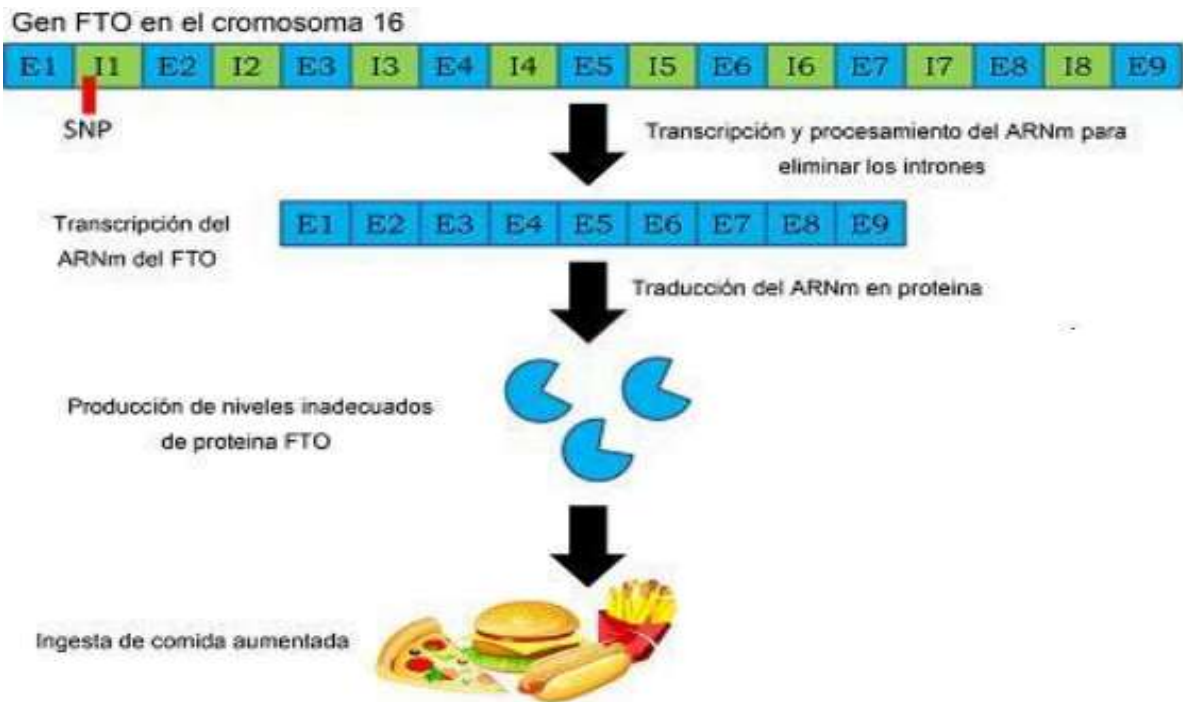 Gen FTO en el cromosoma 16
E1 I1 E2 I2 E3 I3 E4 I4 E5 I5 E6 I6 E7 I7 E8 I8 E9
SNP
Transcripción y procesamiento del ARNm para
eliminar los intrones
Transcripción del
ARNm del FTO
E1 E2 E3 E4 E5 E6 E7 E8 E9
Traducción del ARNm en proteina
Producción de niveles inadecuados
de proteina FTO
Ingesta de comida aumentada